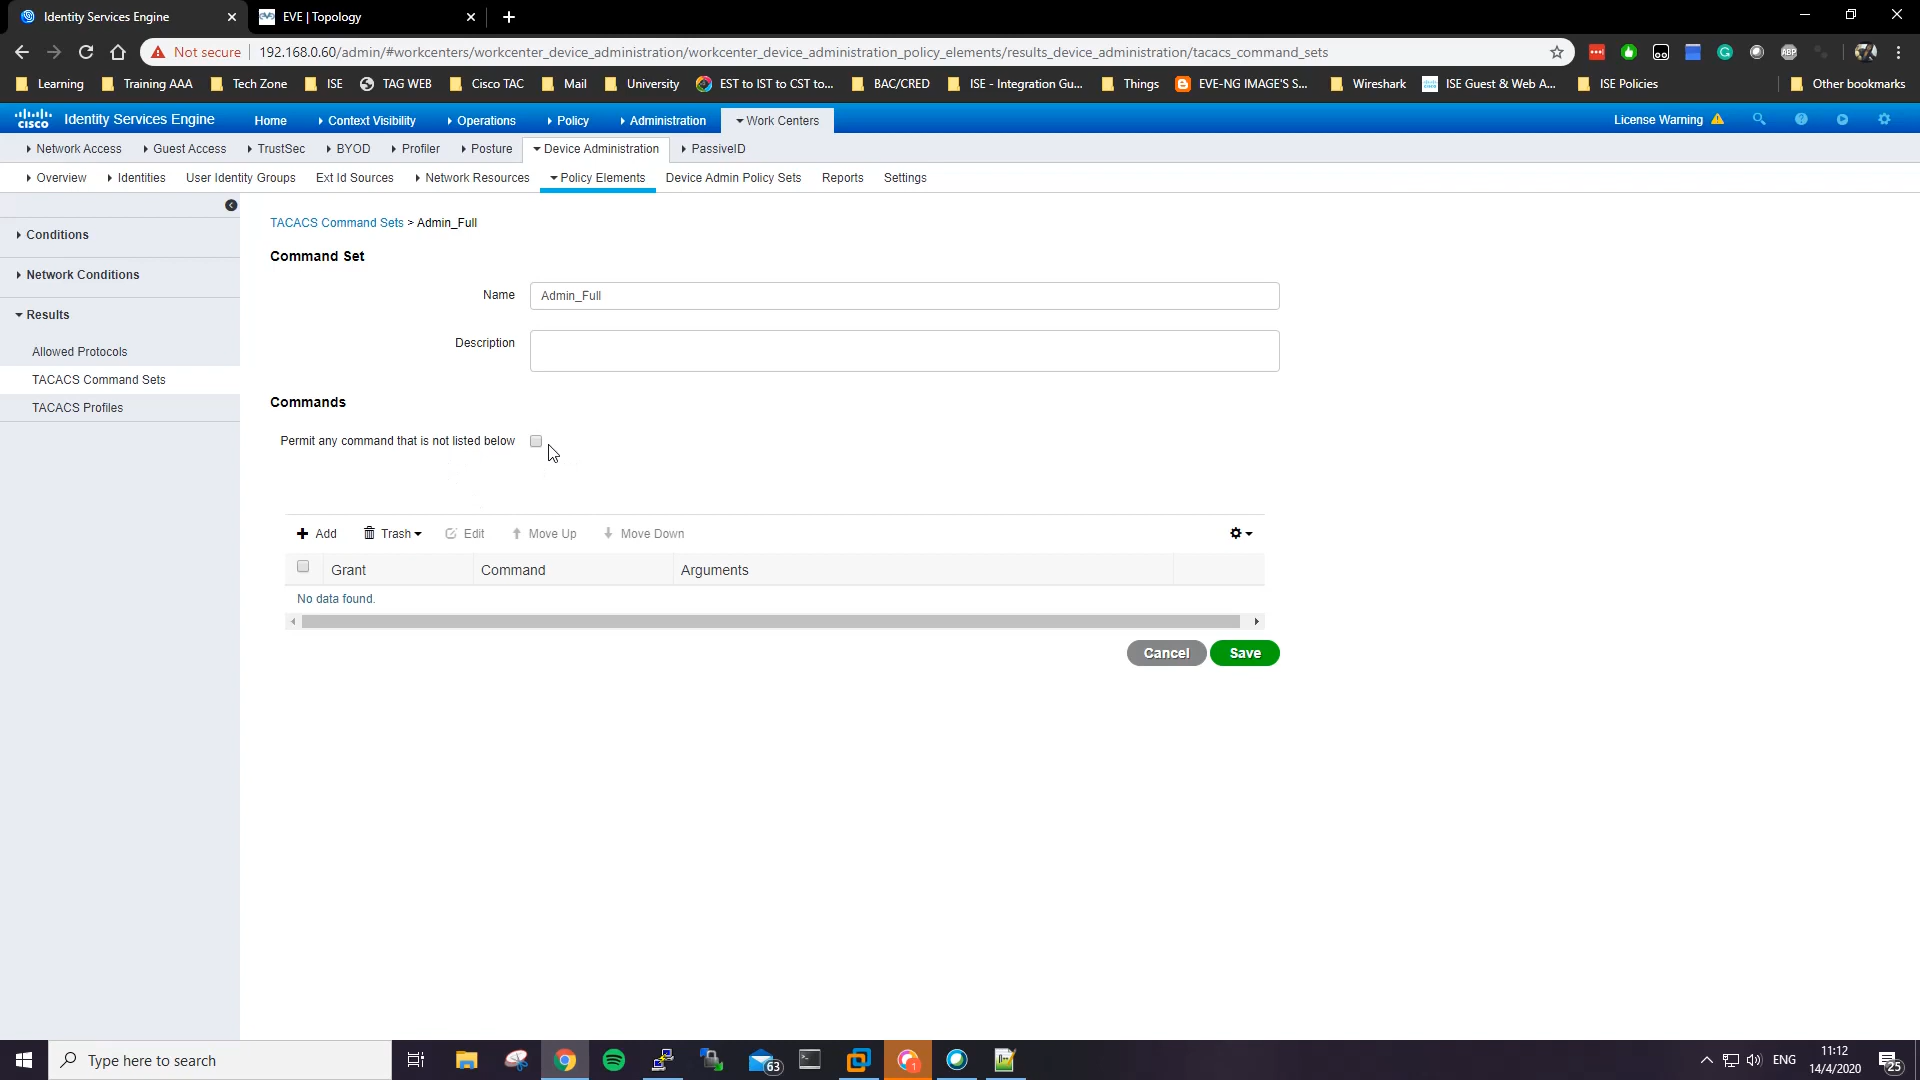 Identity Services Engine
EVE | Topology
Not secure
192.168.0.60/admin/#workcenters/workcenter_device_administration/workcenter_device_administration_policy_elements/results_device_administration/tacacs_command_sets
ABP
Learning
Training AAA
Tech Zone
ISE
TAG WEB
Cisco TAC
Mail
University
EST to IST to CST to...
BAC/CRED
ISE - Integration Gu...
Things
EVE-NG IMAGE'S S...
Wireshark
ISE Guest & Web A...
ISE Policies
Other bookmarks
cisco
Identity Services Engine
Home
Context Visibility
Operations
Policy
Administration
Work Centers
License Warning
Network Access
Guest Access
TrustSec
BYOD
Profiler
Posture
Device Administration
PassiveID
Overview
Identities
User Identity Groups
Ext Id Sources
Network Resources
Policy Elements
Device Admin Policy Sets
Reports
Settings
Conditions
Network Conditions
Results
Allowed Protocols
TACACS Command Sets
TACACS Profiles
TACACS Command Sets > Admin_Full
Command Set
Name
Admin_Full
Description
Commands
Permit any command that is not listed below
Add
Trash
Edit
Move Up
Move Down
Grant
Command
Arguments
No data found.
Cancel
Save
Type here to search
63
1
ENG
11:12
14/4/2020
25